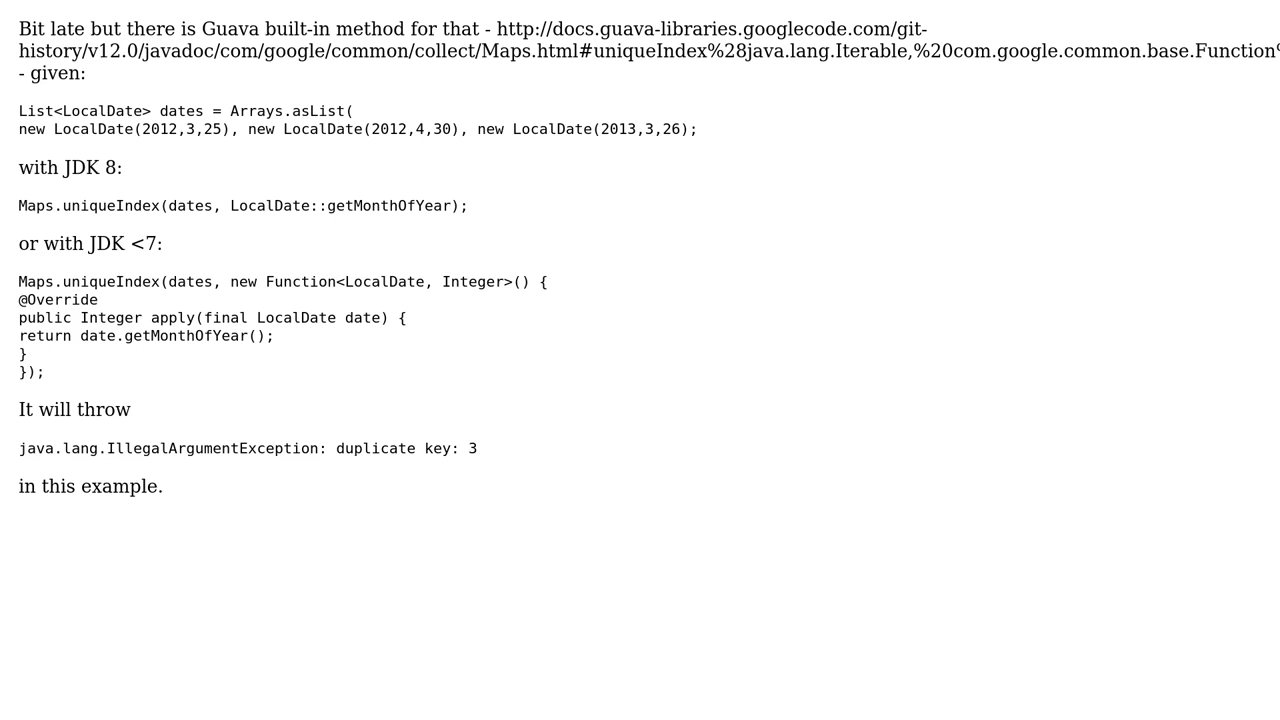 Bit late but there is Guava built-in method for that - http://docs.guava-libraries.googlecode.com/git-
history/v12.0/javadoc/com/google/common/collect/Maps.html#uniqueIndex%28java.lang.Iterable,%20com.google.common.base.Function%
- given:
List<LocalDate> dates = Arrays.asList(
new LocalDate(2012,3,25), new LocalDate(2012,4,30), new LocalDate(2013,3,26);
with JDK 8:
Maps.uniqueIndex(dates, LocalDate::getMonthOfYear);
or with JDK <7:
Maps.uniqueIndex(dates, new Function<LocalDate, Integer>() {
@Override
public Integer apply(final LocalDate date) {
return date.getMonthOfYear();
}
});
It will throw
java.lang.IllegalArgumentException: duplicate key: 3
in this example.